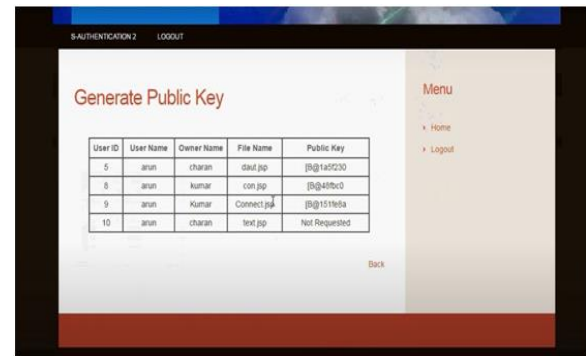 S-AUTHENTICATION 2 LOGOUT
Generate Public Key
Menu
Home
Logout
User ID User Name Owner Name File Name Public Key
5 arun charan daut.jsp [B@1a5f230
8 arun kumar con.jsp [B@48fbc0
9 arun Kumar Connect.jsp [B@151fe8a
10 arun charan text.jsp Not Requested
Back